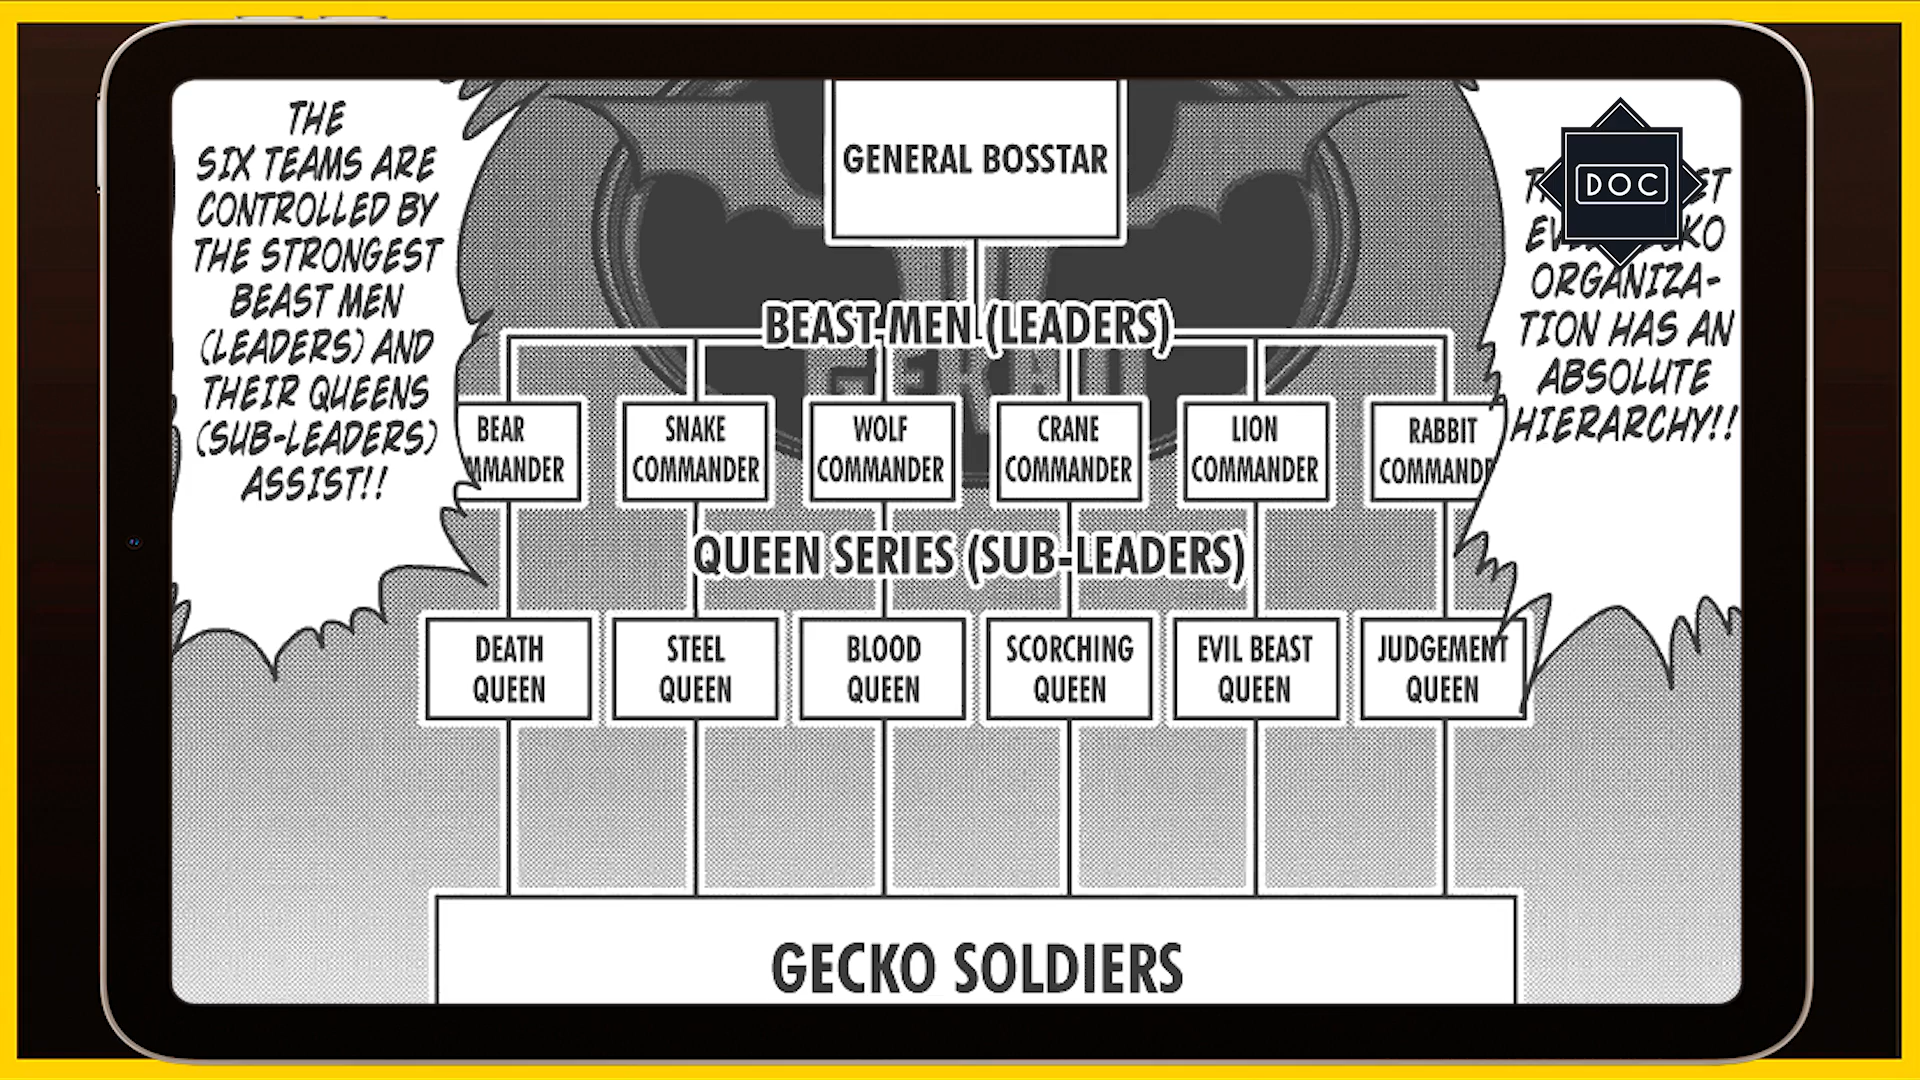 THE
SIX TEAMS ARE
CONTROLLED BY
THE STRONGEST
BEAST MEN
(LEADERS) AND
THEIR QUEENS
(SUB-LEADERS)
ASSIST!!
GENERAL BOSSTAR
DOC
ORGANIZA-
TION HAS AN
ABSOLUTE
HIERARCHY!!
BEAST MEN (LEADERS)
BEAR
SNAKE
COMMANDER
WOLF
COMMANDER
CRANE
COMMANDER
LION
COMMANDER
RABBIT
QUEEN SERIES (SUB-LEADERS)
DEATH
QUEEN
STEEL
QUEEN
BLOOD
QUEEN
SCORCHING
QUEEN
EVIL BEAST
QUEEN
JUDGEMENT
QUEEN
GECKO SOLDIERS